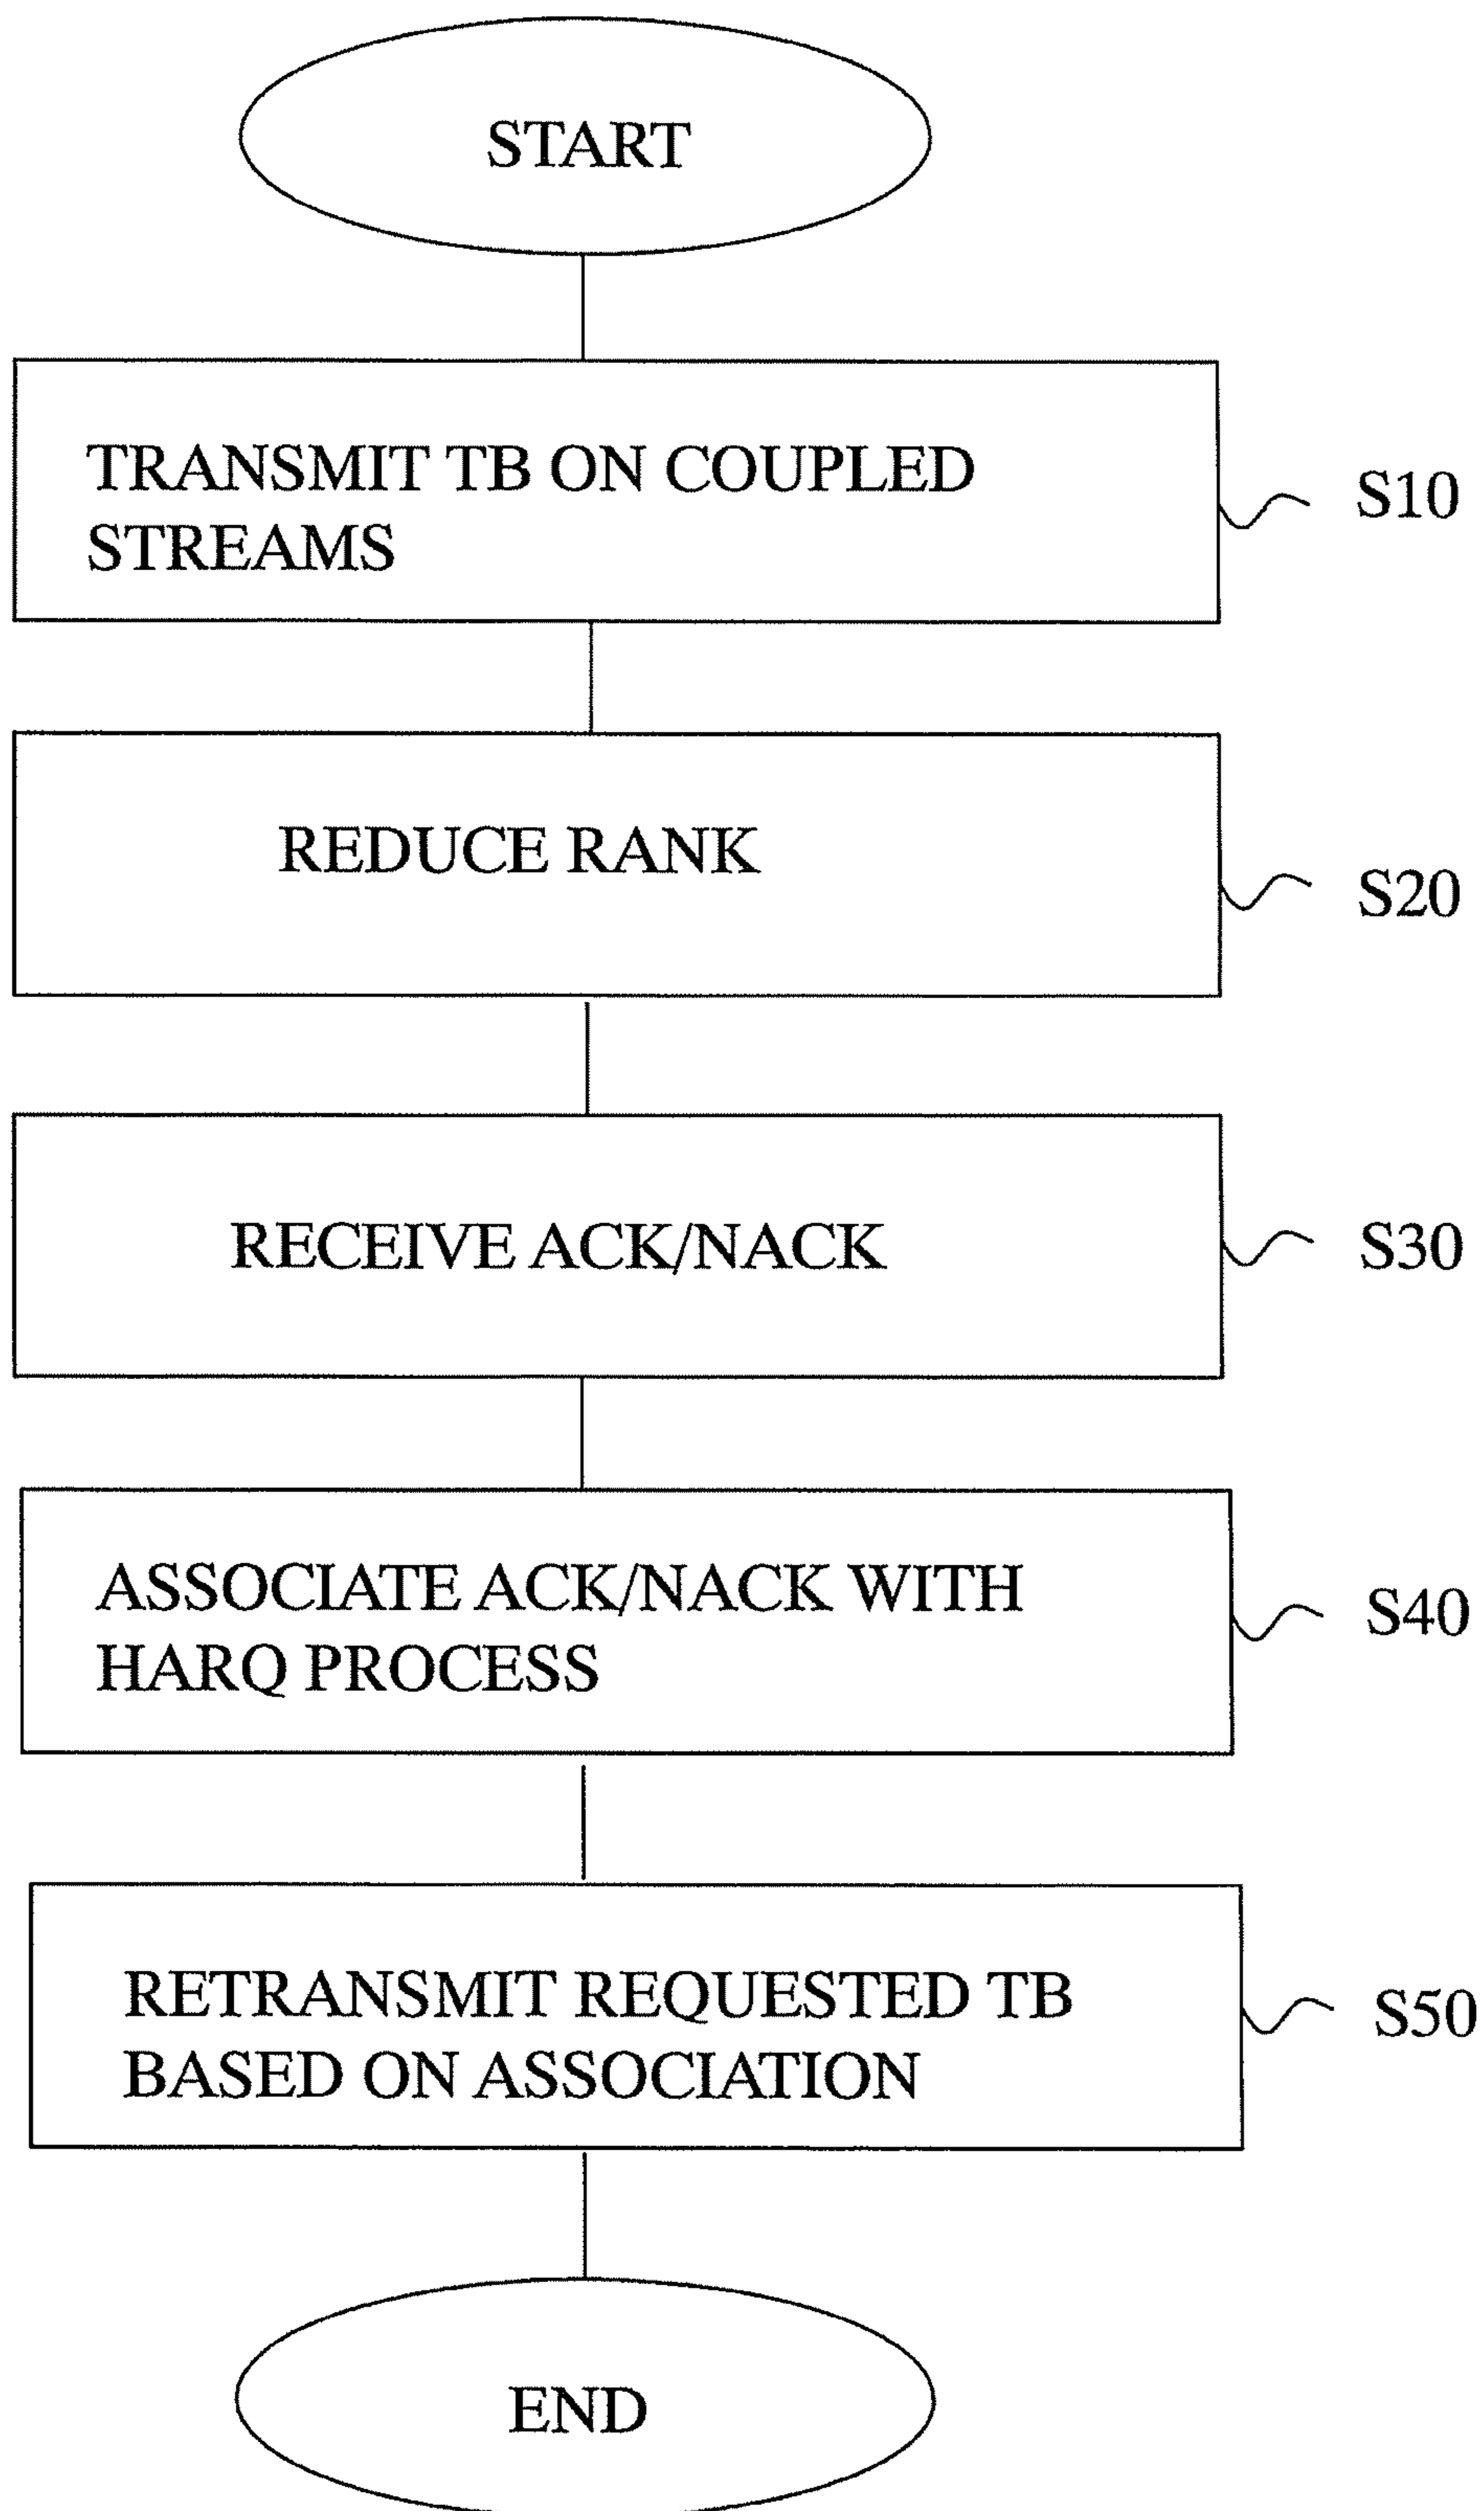 START
TRANSMIT TB ON COUPLED
STREAMS
S10
REDUCE RANK
S20
RECEIVE ACK/NACK
S30
ASSOCIATE ACK/NACK WITH
HARQ PROCESS
S40
RETRANSMIT REQUESTED TB
BASED ON ASSOCIATION
S50
END